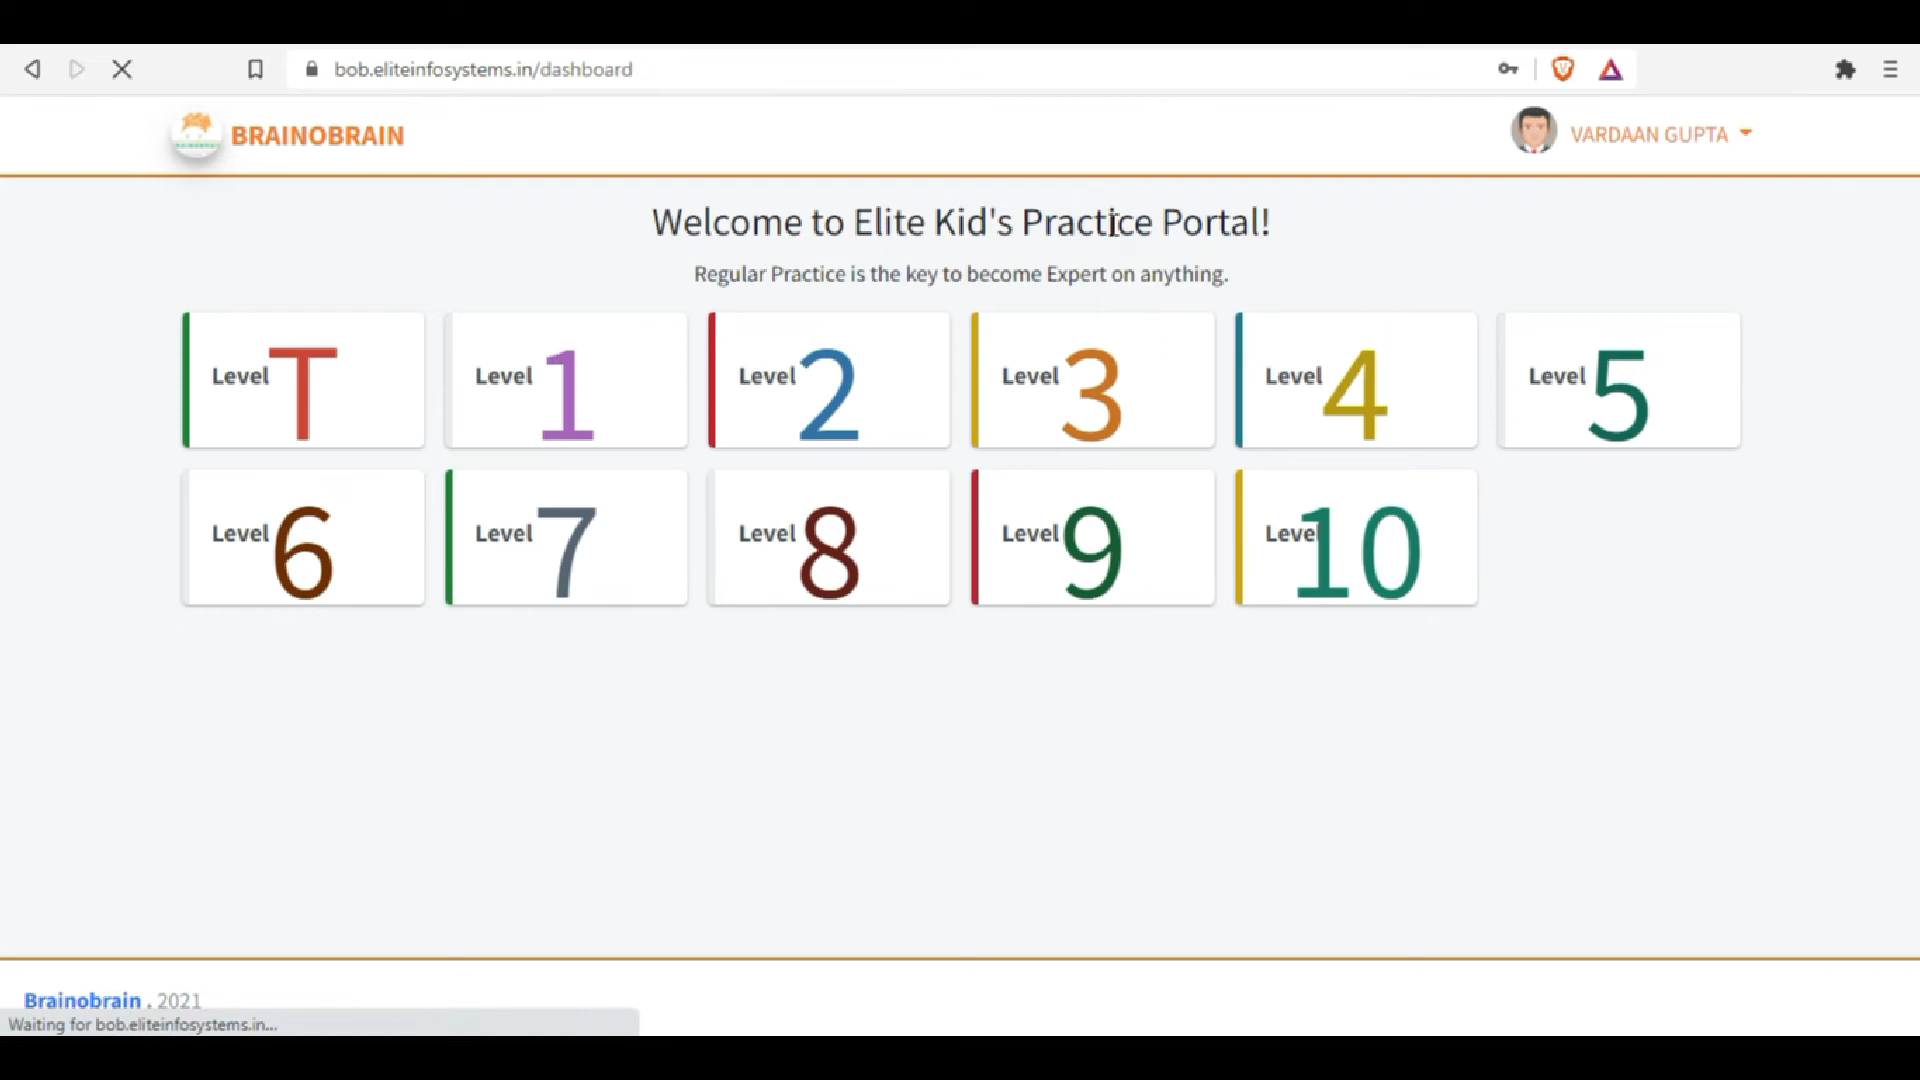 bob.eliteinfosystems.in/dashboard
BRAINOBRAIN
VARDAAN GUPTA
Welcome to Elite Kid's Practice Portal!
Regular Practice is the key to become Expert on anything.
Level T
Level 1
Level 2
Level 3
Level 4
Level 5
Level 6
Level 7
Level 8
Level 9
Level 10
Brainobrain . 2021
Waiting for bob.eliteinfosystems.in...